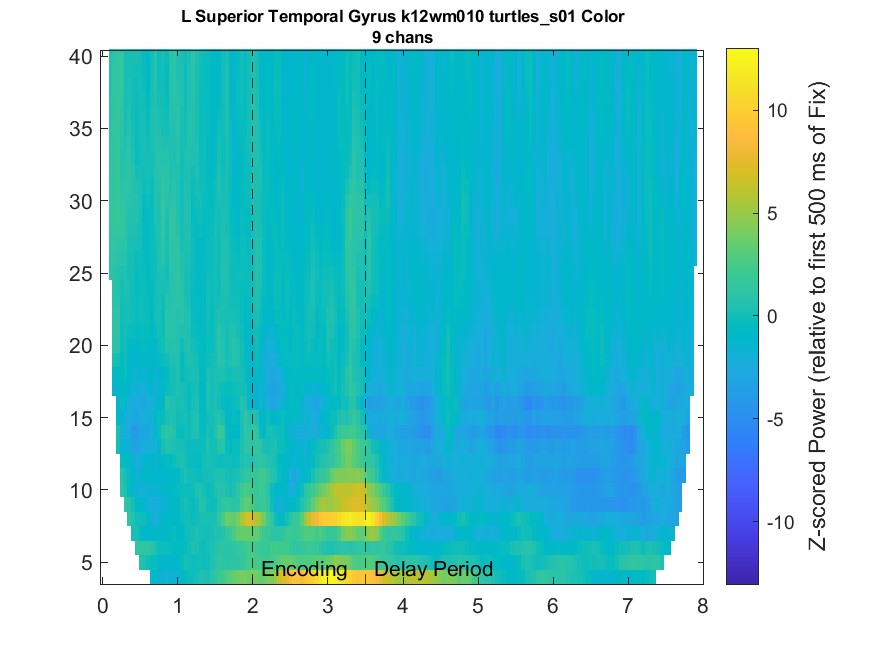 L Superior Temporal Gyrus k12wm010 turtles_s01 Color
9 chans
40
35
30
25
20
15
10
5
Encoding
Delay Period
0 1 2 3 4 5 6 7 8
10
5
0
-5
-10
Z-scored Power (relative to first 500 ms of Fix)